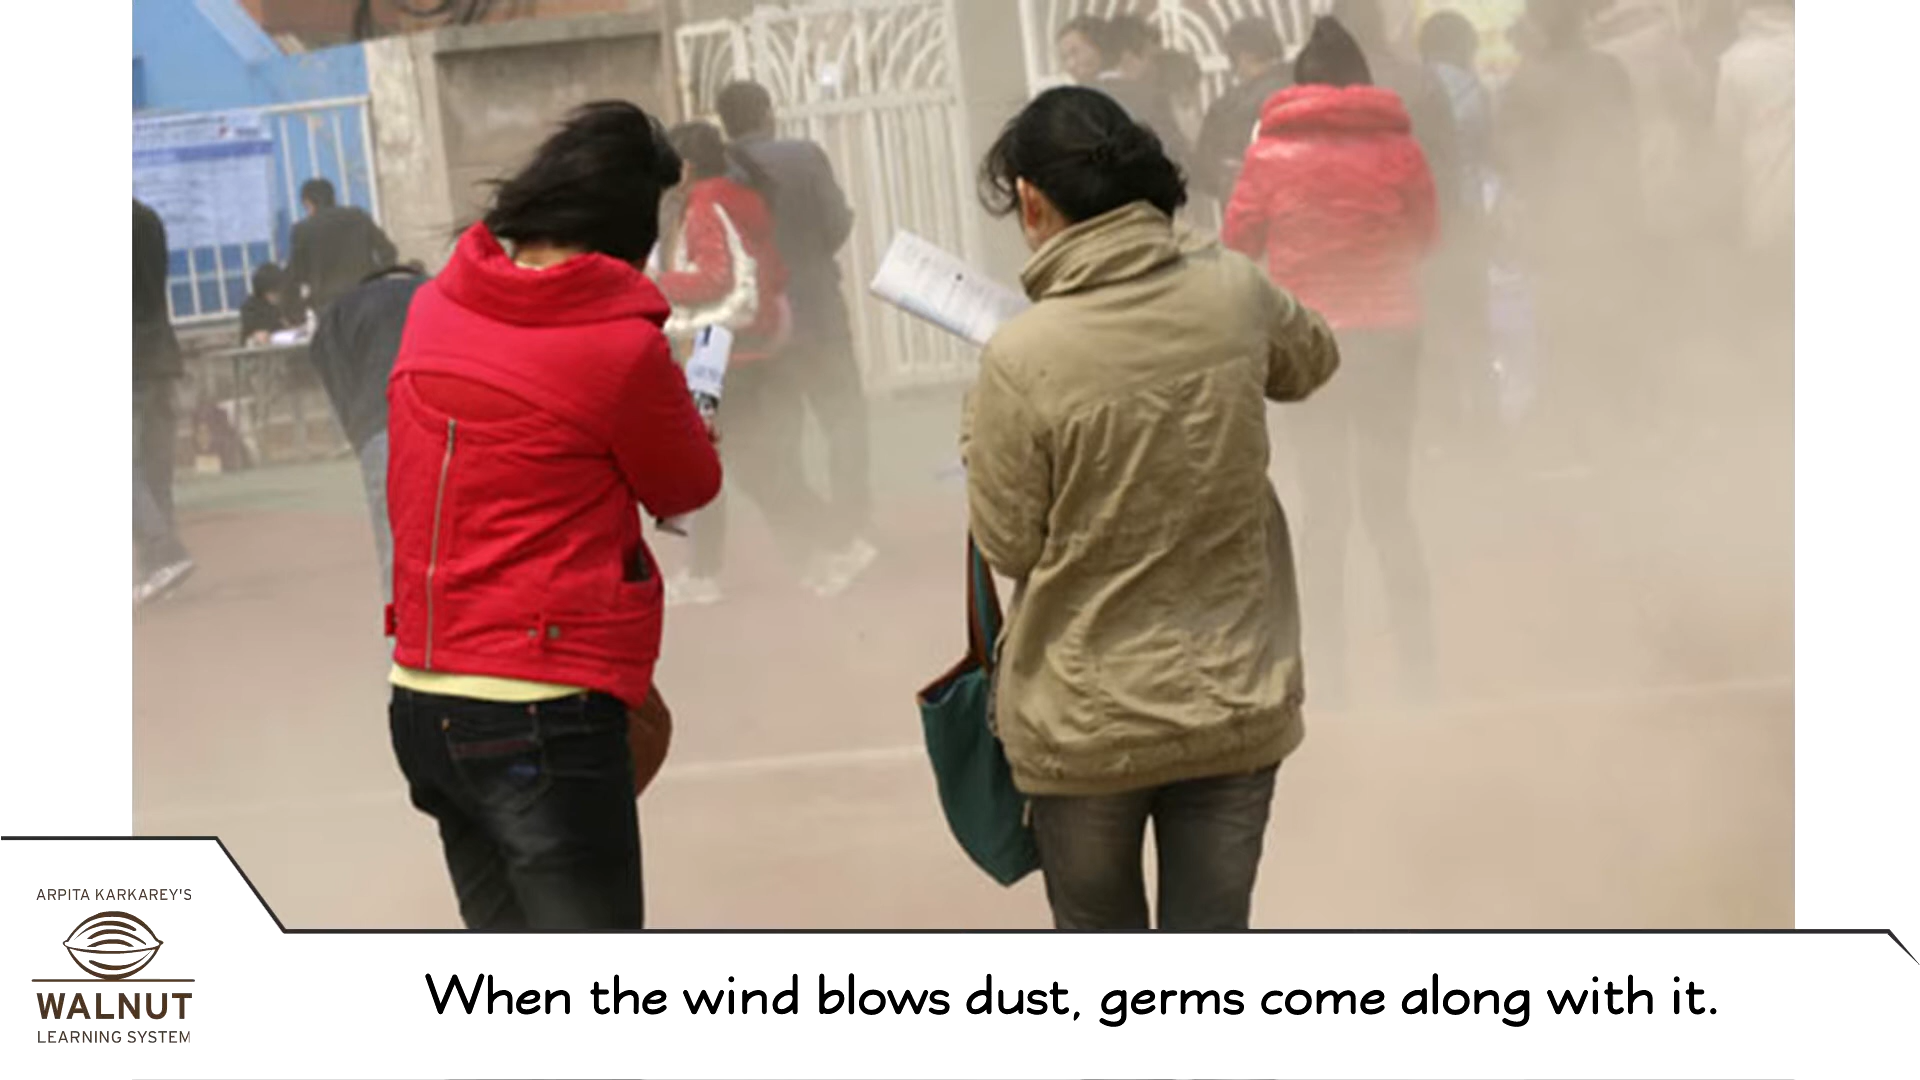 ARPITA KARKAREY'S
WALNUT
LEARNING SYSTEM
When the wind blows dust, germs come along with it.